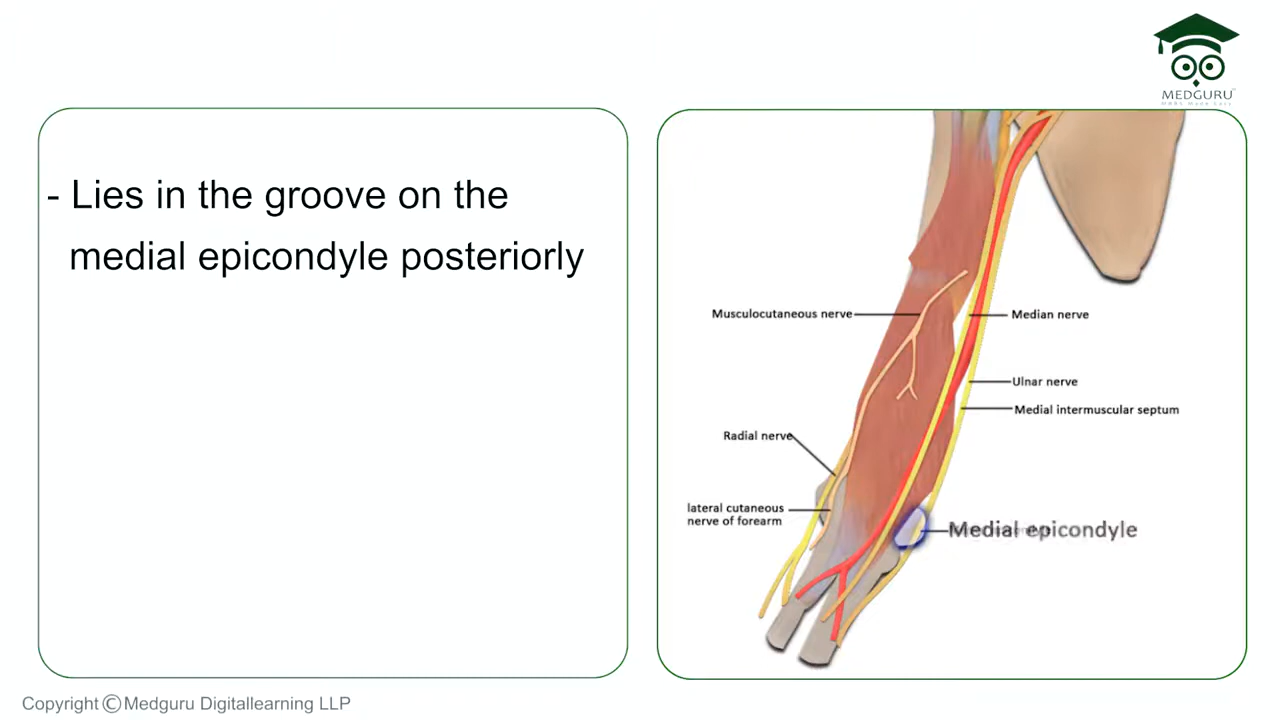 MEDGURU
- Lies in the groove on the
medial epicondyle posteriorly
Musculocutaneous nerve
Median nerve
Ulnar nerve
Medial intermuscular septum
Radial nerve
lateral cutaneous
nerve of forearm
Medial epicondyle
Copyright © Medguru Digitallearning LLP